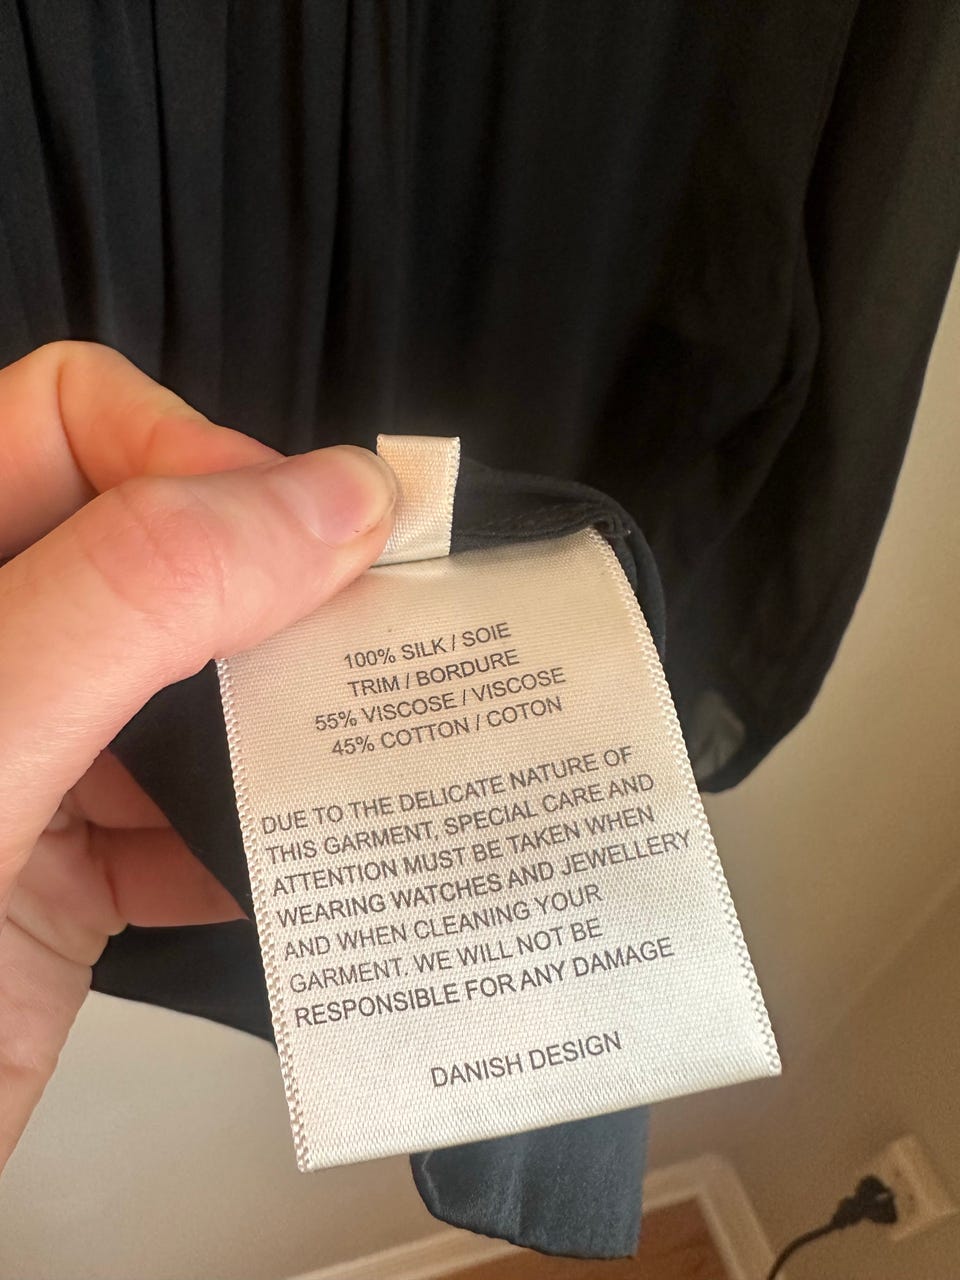 100% SILK / SOIE
TRIM / BORDURE
55% VISCOSE / VISCOSE
45% COTTON / COTON
DUE TO THE DELICATE NATURE OF
THIS GARMENT, SPECIAL CARE AND
ATTENTION MUST BE TAKEN WHEN
WEARING WATCHES AND JEWELLERY
AND WHEN CLEANING YOUR
GARMENT. WE WILL NOT BE
RESPONSIBLE FOR ANY DAMAGE
DANISH DESIGN